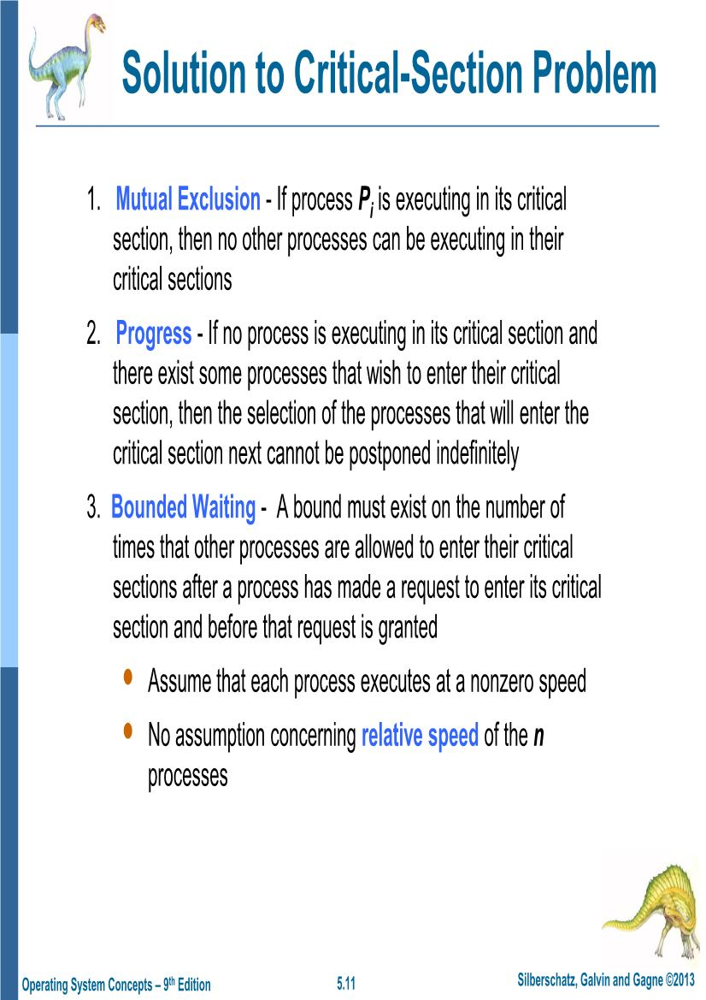 Solution to Critical-Section Problem
1. Mutual Exclusion - If process Pi is executing in its critical
section, then no other processes can be executing in their
critical sections
2. Progress - If no process is executing in its critical section and
there exist some processes that wish to enter their critical
section, then the selection of the processes that will enter the
critical section next cannot be postponed indefinitely
3. Bounded Waiting - A bound must exist on the number of
times that other processes are allowed to enter their critical
sections after a process has made a request to enter its critical
section and before that request is granted
• Assume that each process executes at a nonzero speed
• No assumption concerning relative speed of the n
processes
Operating System Concepts – 9th Edition
5.11
Silberschatz, Galvin and Gagne ©2013